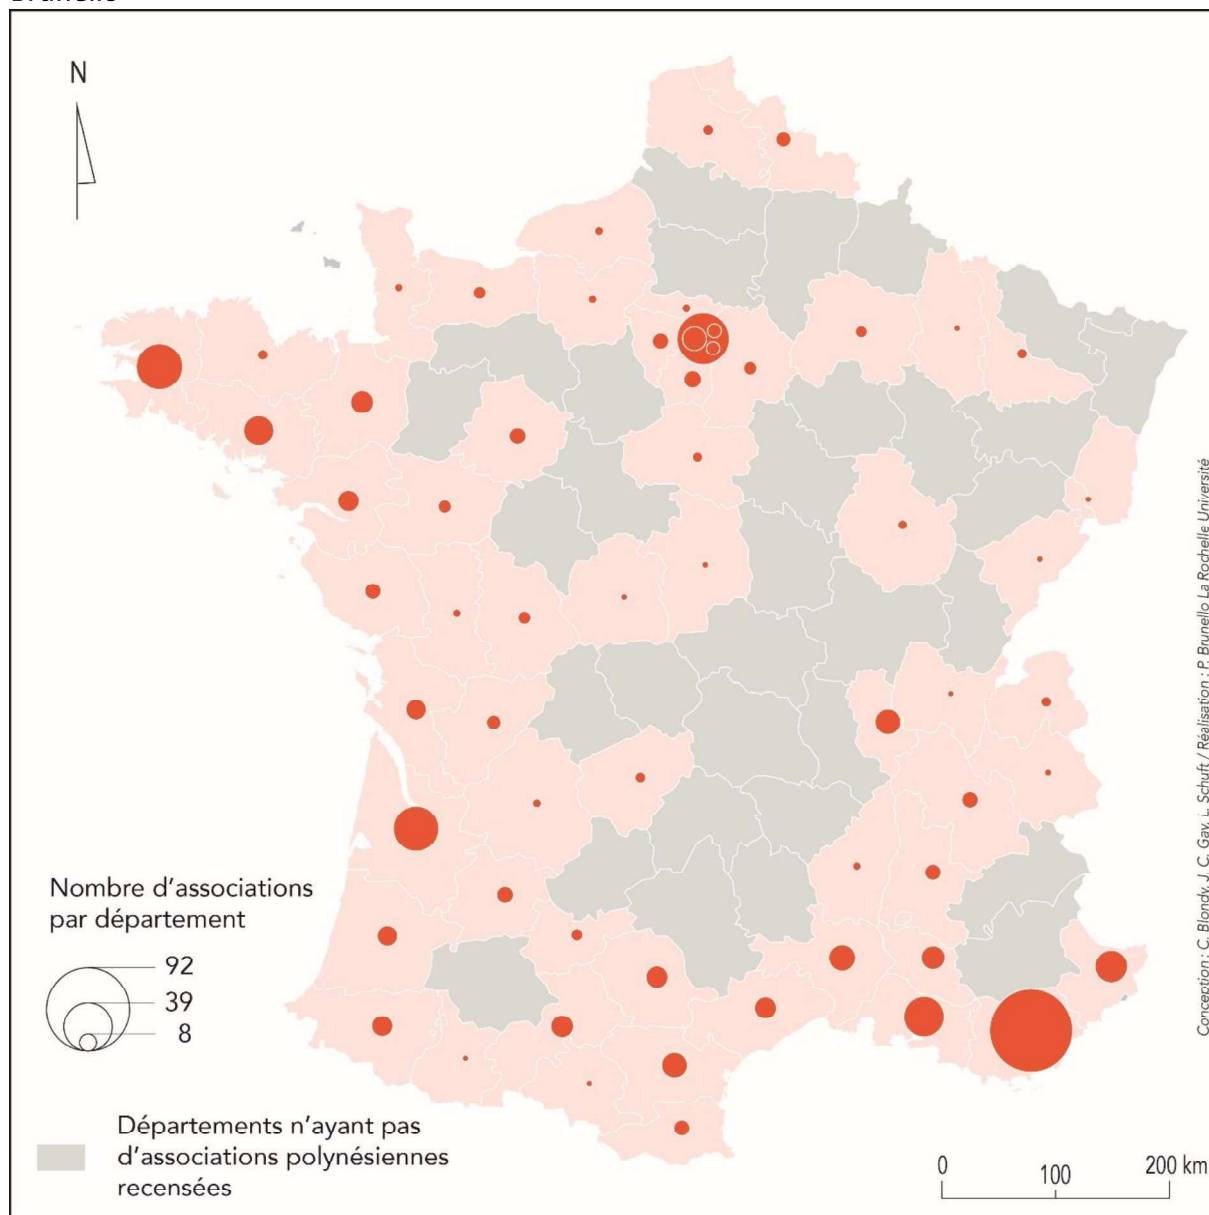 Brunello
N
Nombre d'associations
par département
92
39
8
Départements n'ayant pas
d'associations polynésiennes
recensées
0
100
200 km
Conception : C. Blondy, J. C. Gay, L. Schuft / Réalisation : P. Brunello La Rochelle Université